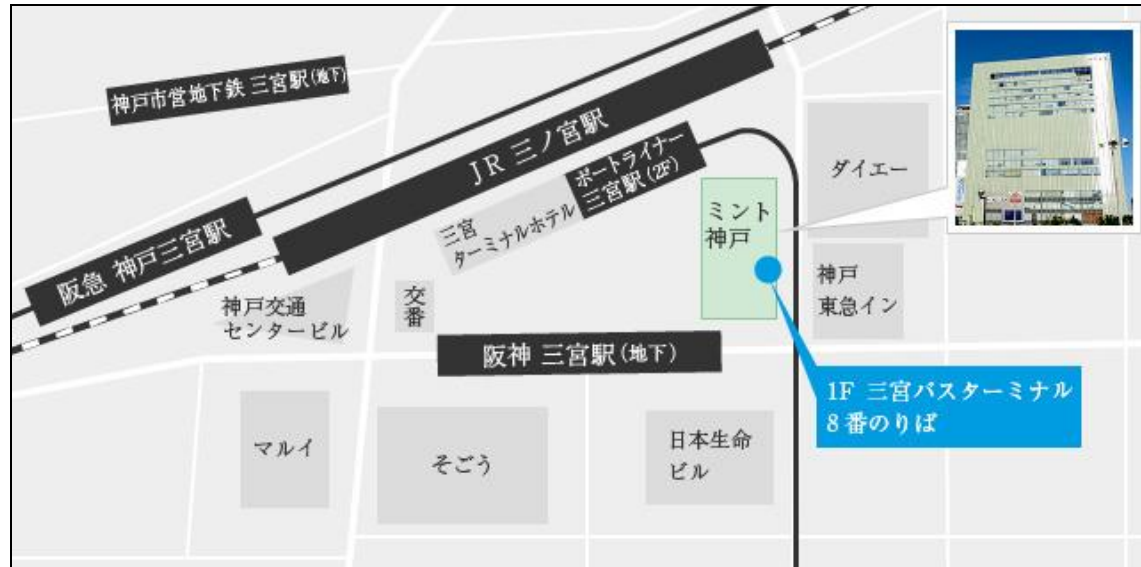 神戸市営地下鉄 三宮駅(地下)
JR 三ノ宮駅
ポートライナー
三宮駅(2F)
ダイエー
三宮
ターミナルホテル
ミント
神戸
阪急 神戸三宮駅
神戸交通
センタービル
交番
神戸
東急イン
阪神 三宮駅(地下)
1F 三宮バスターミナル
8番のりば
マルイ
そごう
日本生命
ビル